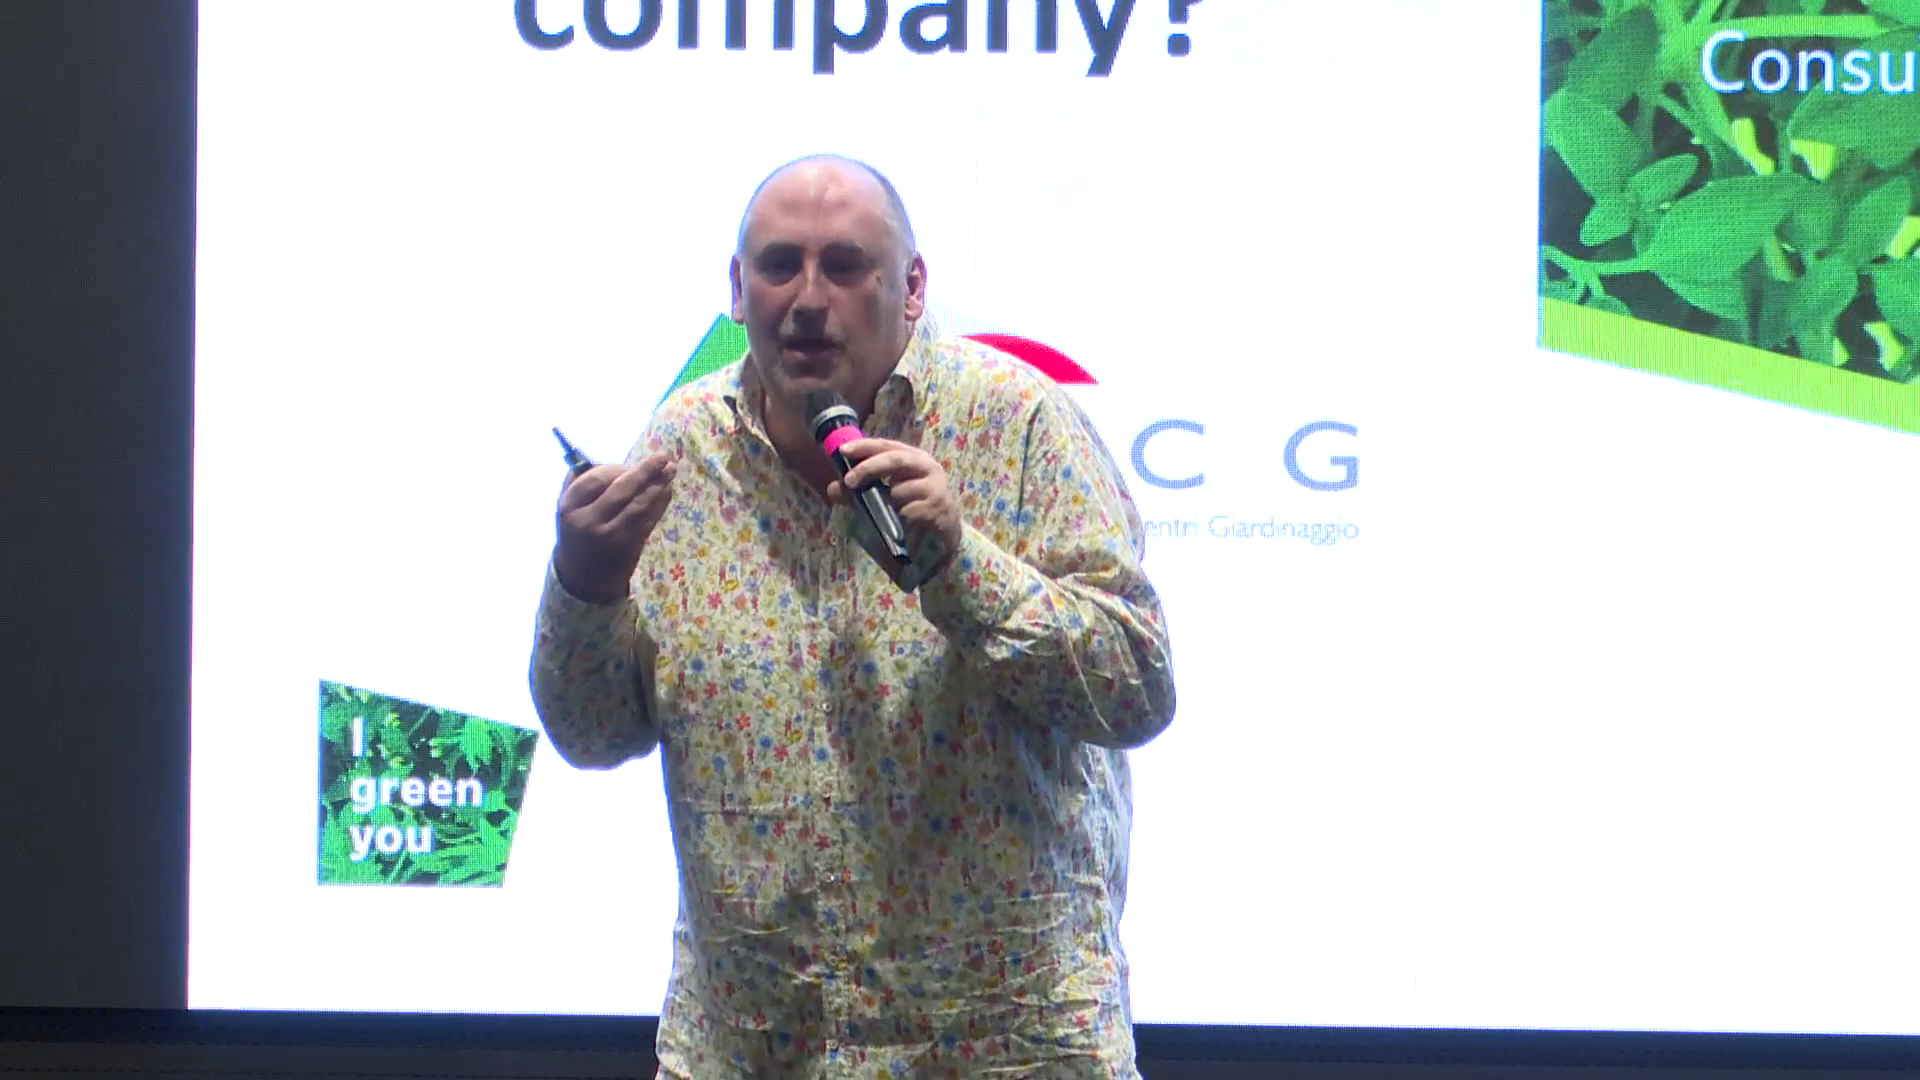 company?
Consu
C G
entri Giardinaggio
I
green
you